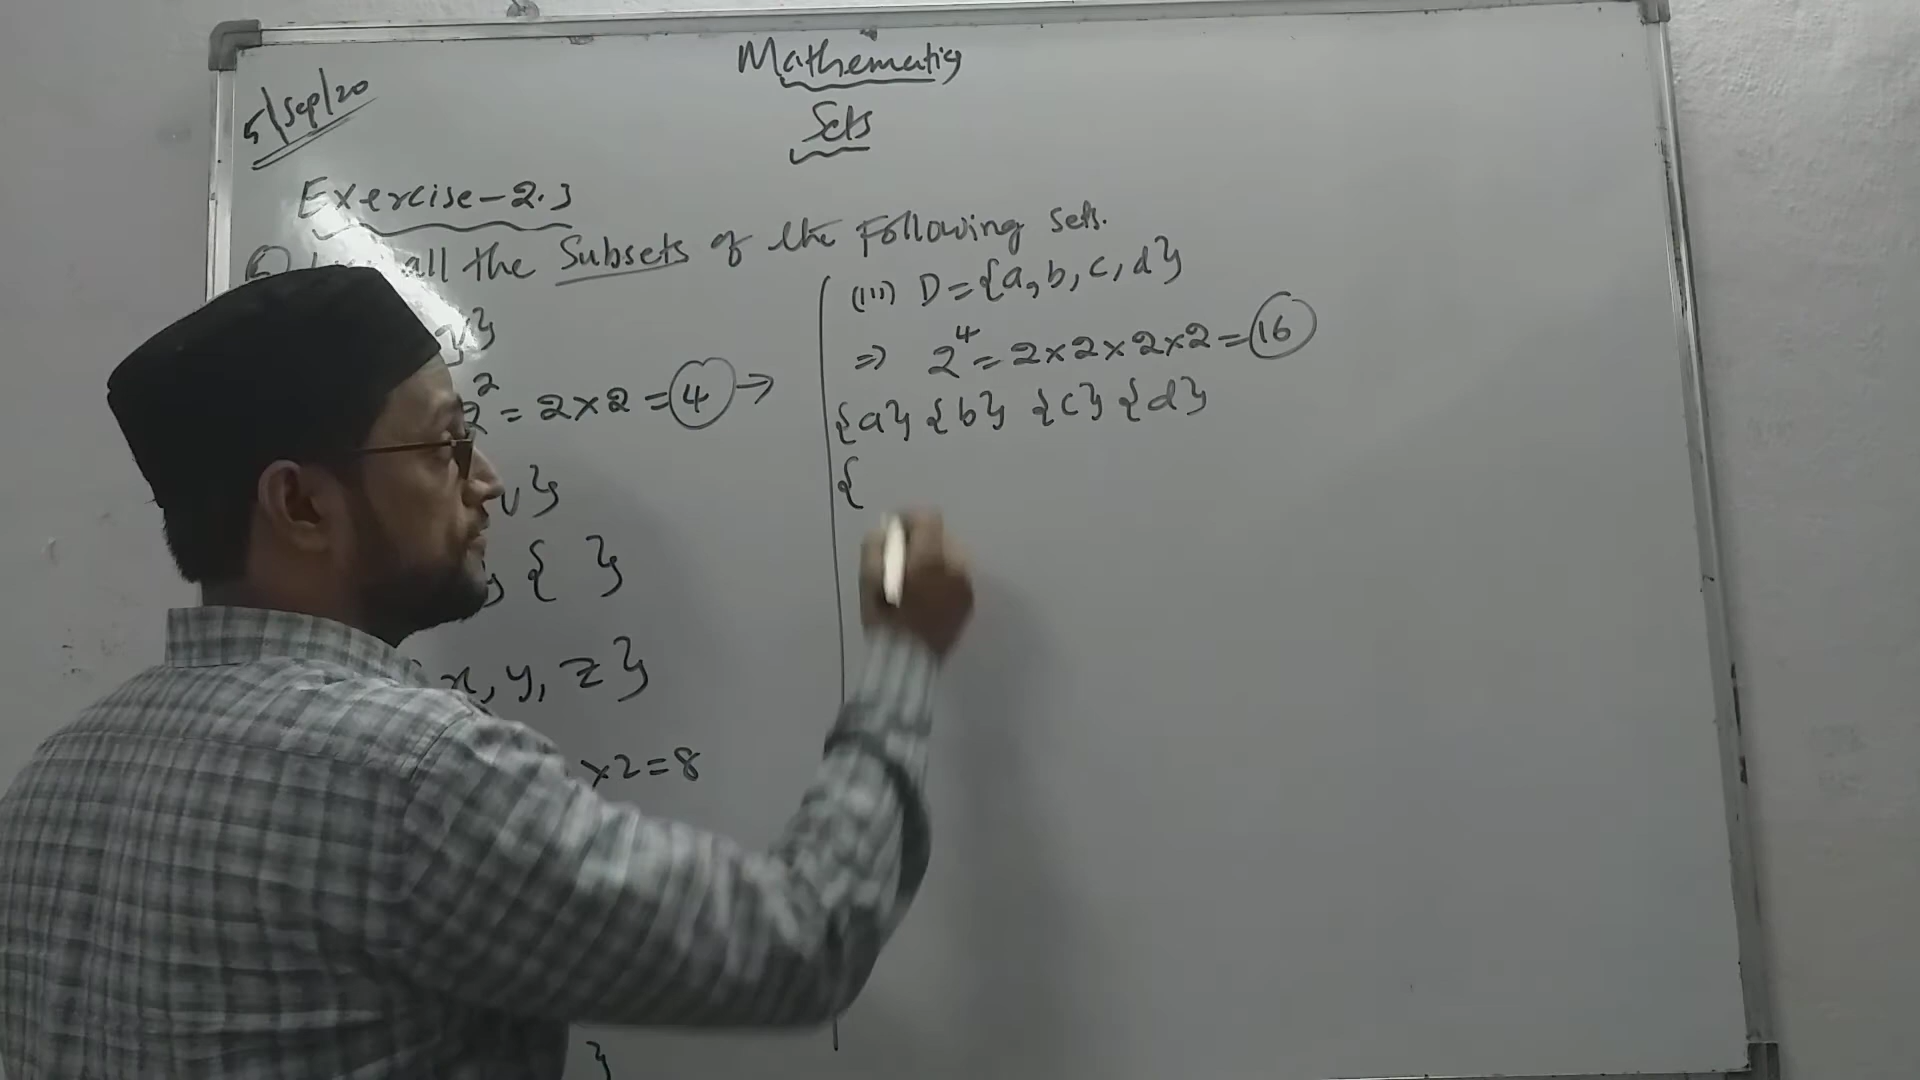 Mathematics
Sets
5/Sep/20
Exercise-2.3
all the Subsets of the Following sets.
y}
2² = 2×2 = 4 →
v}
{ }
x, y, z}
×2=8
}
(iii) D = {a, b, c, d}
⇒ 2⁴ = 2×2×2×2 = 16
{a} {b} {c} {d}
{